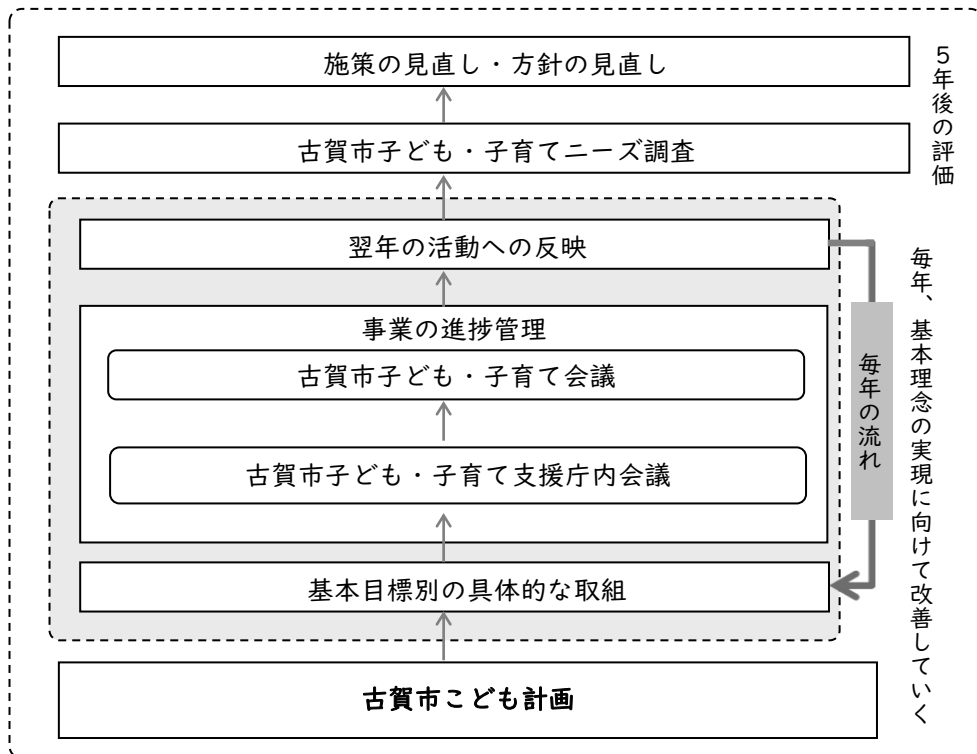 施策の見直し・方針の見直し
古賀市子ども・子育てニーズ調査
翌年の活動への反映
事業の進捗管理
古賀市子ども・子育て会議
古賀市子ども・子育て支援庁内会議
基本目標別の具体的な取組
古賀市こども計画
毎年の流れ
5年後の評価
毎年、基本理念の実現に向けて改善していく